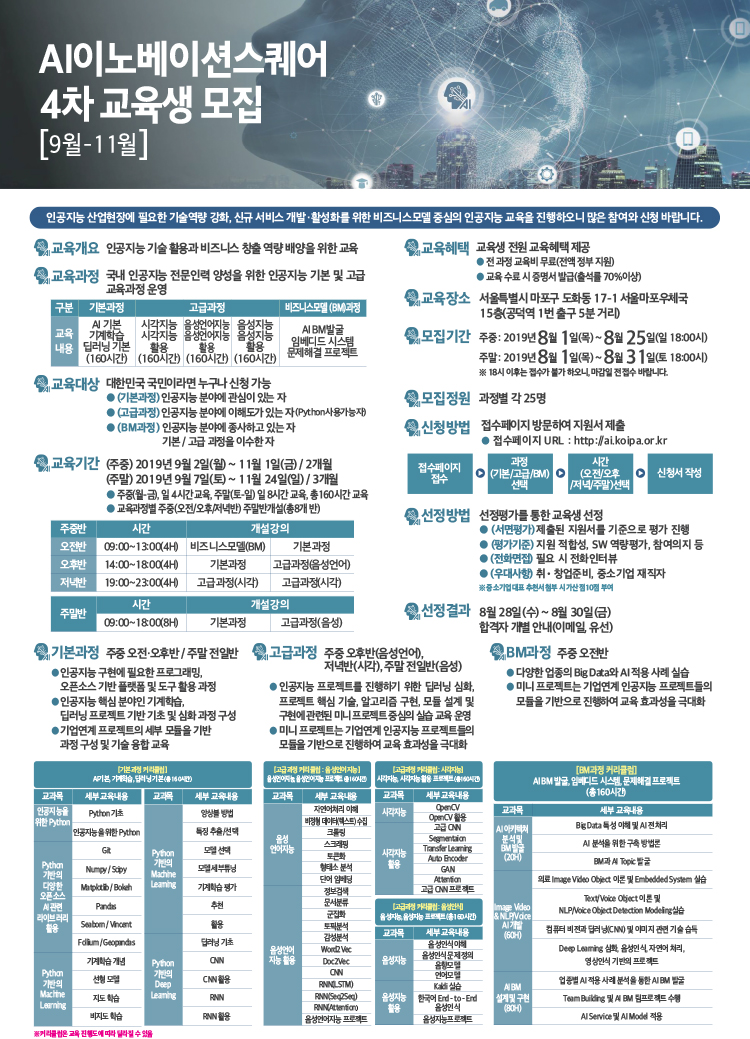 AI이노베이션스퀘어
4차 교육생 모집
[9월-11월]
AI
인공지능 산업현장에 필요한 기술역량 강화, 신규 서비스 개발·활성화를 위한 비즈니스모델 중심의 인공지능 교육을 진행하오니 많은 참여와 신청 바랍니다.
교육개요 인공지능 기술 활용과 비즈니스 창출 역량 배양을 위한 교육
교육과정 국내 인공지능 전문인력 양성을 위한 인공지능 기본 및 고급
교육과정 운영
구분 기본과정 고급과정 비즈니스모델 (BM)과정
교육
내용
AI 기본
기계학습
딥러닝 기본
(160시간)
시각지능
시각지능
활용
(160시간)
음성언어지능
음성언어지능
활용
(160시간)
음성지능
음성지능
활용
(160시간)
AI BM발굴
임베디드 시스템
문제해결 프로젝트
교육대상 대한민국 국민이라면 누구나 신청 가능
● (기본과정) 인공지능 분야에 관심이 있는 자
● (고급과정) 인공지능 분야에 이해도가 있는 자 (Python사용가능자)
● (BM과정) 인공지능 분야에 종사하고 있는 자
기본 / 고급 과정을 이수한 자
교육기간 (주중) 2019년 9월 2일(월) ~ 11월 1일(금) / 2개월
(주말) 2019년 9월 7일(토) ~ 11월 24일(일) / 3개월
● 주중(월-금), 일 4시간 교육, 주말(토-일) 일 8시간 교육, 총 160시간 교육
● 교육과정별 주중(오전/오후/저녁반) 주말반개설(총8개 반)
주중반 시간 개설강의
오전반 09:00~13:00(4H) 비즈니스모델(BM) 기본과정
오후반 14:00~18:00(4H) 기본과정 고급과정(음성언어)
저녁반 19:00~23:00(4H) 고급과정(시각) 고급과정(시각)
주말반 시간 개설강의
09:00~18:00(8H) 기본과정 고급과정(음성)
교육혜택 교육생 전원 교육혜택 제공
● 전 과정 교육비 무료(전액 정부 지원)
● 교육 수료 시 증명서 발급(출석률 70%이상)
교육장소 서울특별시 마포구 도화동 17-1 서울마포우체국
15층(공덕역 1번 출구 5분 거리)
모집기간 주중 : 2019년 8월 1일(목) ~ 8월 25일(일 18:00시)
주말 : 2019년 8월 1일(목) ~ 8월 31일(토 18:00시)
※ 18시 이후는 접수가 불가 하오니, 마감일 전 접수 바랍니다.
모집정원 과정별 각 25명
신청방법 접수페이지 방문하여 지원서 제출
● 접수페이지 URL : http://ai.koipa.or.kr
접수페이지
접수
과정
(기본/고급/BM)
선택
시간
(오전/오후
/저녁/주말)선택
신청서 작성
선정방법 선정평가를 통한 교육생 선정
● (서면평가) 제출된 지원서를 기준으로 평가 진행
● (평가기준) 지원 적합성, SW 역량평가, 참여의지 등
● (전화면접) 필요 시 전화인터뷰
● (우대사항) 취·창업준비, 중소기업 재직자
※ 중소기업 대표 추천서 첨부 시 가산점 10점 부여
선정결과 8월 28일(수) ~ 8월 30일(금)
합격자 개별 안내(이메일, 유선)
기본과정 주중 오전·오후반 / 주말 전일반
● 인공지능 구현에 필요한 프로그래밍,
오픈소스 기반 플랫폼 및 도구 활용 과정
● 인공지능 핵심 분야인 기계학습,
딥러닝 프로젝트 기반 기초 및 심화 과정 구성
● 기업연계 프로젝트의 세부 모듈을 기반
과정 구성 및 기술 융합 교육
고급과정 주중 오후반(음성언어),
저녁반(시각), 주말 전일반(음성)
● 인공지능 프로젝트를 진행하기 위한 딥러닝 심화,
프로젝트 핵심 기술, 알고리즘 구현, 모듈 설계 및
구현에 관련된 미니 프로젝트 중심의 실습 교육 운영
● 미니 프로젝트는 기업연계 인공지능 프로젝트들의
모듈을 기반으로 진행하여 교육 효과성을 극대화
BM과정 주중 오전반
● 다양한 업종의 Big Data와 AI 적용 사례 실습
● 미니 프로젝트는 기업연계 인공지능 프로젝트들의
모듈을 기반으로 진행하여 교육 효과성을 극대화
[기본과정 커리큘럼]
AI기본, 기계학습, 딥러닝 기본 (총 160시간)
교과목 세부 교육내용 교과목 세부 교육내용
인공지능을
위한 Python
Python 기초
인공지능을 위한 Python
Python
기반의
다양한
오픈소스
AI 관련
라이브러리
Git
Numpy / Scipy
Matplotlib / Bokeh
Pandas
Seaborn / Vincent
Folium / Geopandas
Python
기반의
Machine
Learning
기계학습 개념
선형 모델
지도 학습
비지도 학습
Python
기반의
Machine
Learning
앙상블 방법
특징 추출/선택
모델 선택
모델 세부튜닝
기계학습 평가
추천
활용
Python
기반의
Deep
Learning
딥러닝 기초
CNN
CNN 활용
RNN
RNN 활용
※커리큘럼은 교육 진행도에 따라 달라질 수 있음
[고급과정 커리큘럼 : 음성언어지능]
음성언어지능, 음성언어지능 프로젝트 (총 160시간)
교과목 세부 교육내용
음성
언어지능
자연어처리 이해
비정형 데이터(텍스트) 수집
크롤링
스크래핑
토큰화
형태소 분석
단어 임베딩
음성언어
지능 활용
정보검색
문서분류
군집화
토픽분석
감성분석
Word2Vec
Doc2Vec
CNN
RNN(LSTM)
RNN(Seq2Seq)
RNN(Attention)
음성언어지능 프로젝트
[고급과정 커리큘럼 : 시각지능]
시각지능, 시각지능 활용 프로젝트 (총 160시간)
교과목 세부 교육내용
시각지능
OpenCV
OpenCV 활용
고급 CNN
시각지능
활용
Segmentaion
Transfer Learning
Auto Encoder
GAN
Attention
고급 CNN 프로젝트
[고급과정 커리큘럼 : 음성인식]
음성지능, 음성지능 프로젝트 (총 160시간)
교과목 세부 교육내용
음성지능
음성인식 이해
음성인식 문제 정의
음향모델
언어모델
음성지능
활용
Kaldi 실습
한국어 End - to - End
음성인식
음성지능프로젝트
[BM과정 커리큘럼]
AI BM 발굴, 임베디드 시스템, 문제해결 프로젝트
(총160시간)
교과목 세부 교육내용
AI 아키텍쳐
분석 및
BM 발굴
(20H)
Big Data 특성 이해 및 AI 전처리
AI 분석을 위한 구축 방법론
BM과 AI Topic 발굴
Image Video
& NLP/Voice
AI 개발
(60H)
의료 Image Video Object 이론 및 Embedded System 실습
Text/Voice Object 이론 및
NLP/Voice Object Detection Modeling실습
컴퓨터 비전과 딥러닝(CNN) 및 이미지 관련 기술 습득
Deep Learning 심화, 음성인식, 자연어 처리,
영상인식 기반의 프로젝트
AI BM
설계 및 구현
(80H)
업종별 AI 적용 사례 분석을 통한 AI BM 발굴
Team Building 및 AI BM 팀프로젝트 수행
AI Service 및 AI Model 적용